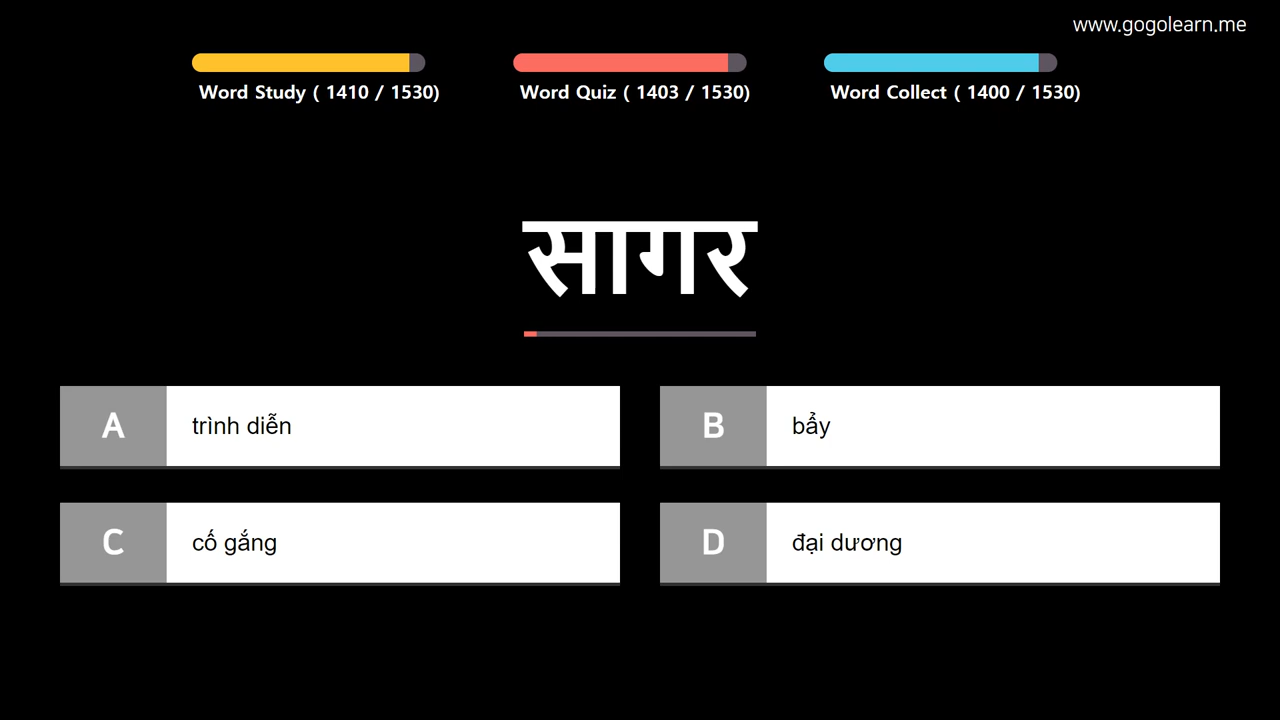 www.gogolearn.me
Word Study ( 1410 / 1530)
Word Quiz ( 1403 / 1530)
Word Collect ( 1400 / 1530)
सागर
A trình diễn
B bẩy
C cố gắng
D đại dương